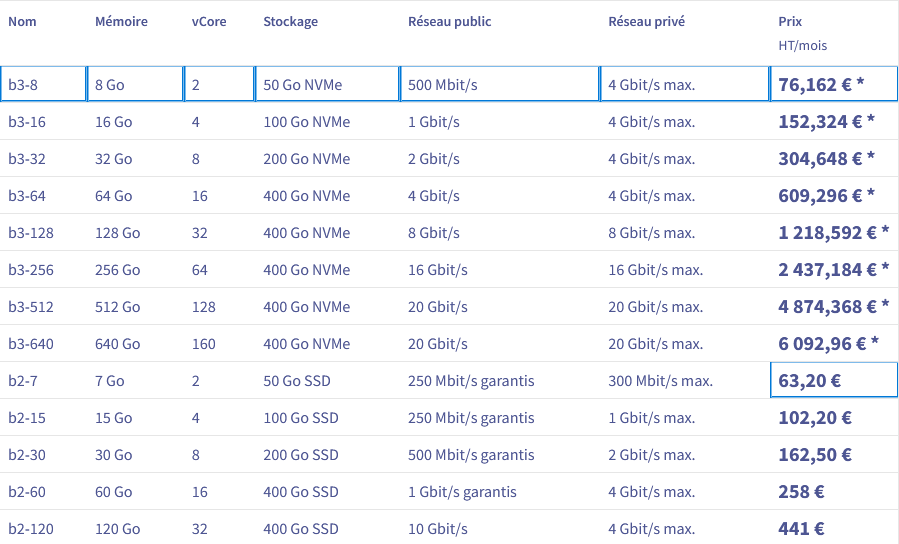 Nom Mémoire vCore Stockage Réseau public Réseau privé Prix
HT/mois
b3-8 8 Go 2 50 Go NVMe 500 Mbit/s 4 Gbit/s max. 76,162 € *
b3-16 16 Go 4 100 Go NVMe 1 Gbit/s 4 Gbit/s max. 152,324 € *
b3-32 32 Go 8 200 Go NVMe 2 Gbit/s 4 Gbit/s max. 304,648 € *
b3-64 64 Go 16 400 Go NVMe 4 Gbit/s 4 Gbit/s max. 609,296 € *
b3-128 128 Go 32 400 Go NVMe 8 Gbit/s 8 Gbit/s max. 1 218,592 € *
b3-256 256 Go 64 400 Go NVMe 16 Gbit/s 16 Gbit/s max. 2 437,184 € *
b3-512 512 Go 128 400 Go NVMe 20 Gbit/s 20 Gbit/s max. 4 874,368 € *
b3-640 640 Go 160 400 Go NVMe 20 Gbit/s 20 Gbit/s max. 6 092,96 € *
b2-7 7 Go 2 50 Go SSD 250 Mbit/s garantis 300 Mbit/s max. 63,20 €
b2-15 15 Go 4 100 Go SSD 250 Mbit/s garantis 1 Gbit/s max. 102,20 €
b2-30 30 Go 8 200 Go SSD 500 Mbit/s garantis 2 Gbit/s max. 162,50 €
b2-60 60 Go 16 400 Go SSD 1 Gbit/s garantis 4 Gbit/s max. 258 €
b2-120 120 Go 32 400 Go SSD 10 Gbit/s 4 Gbit/s max. 441 €